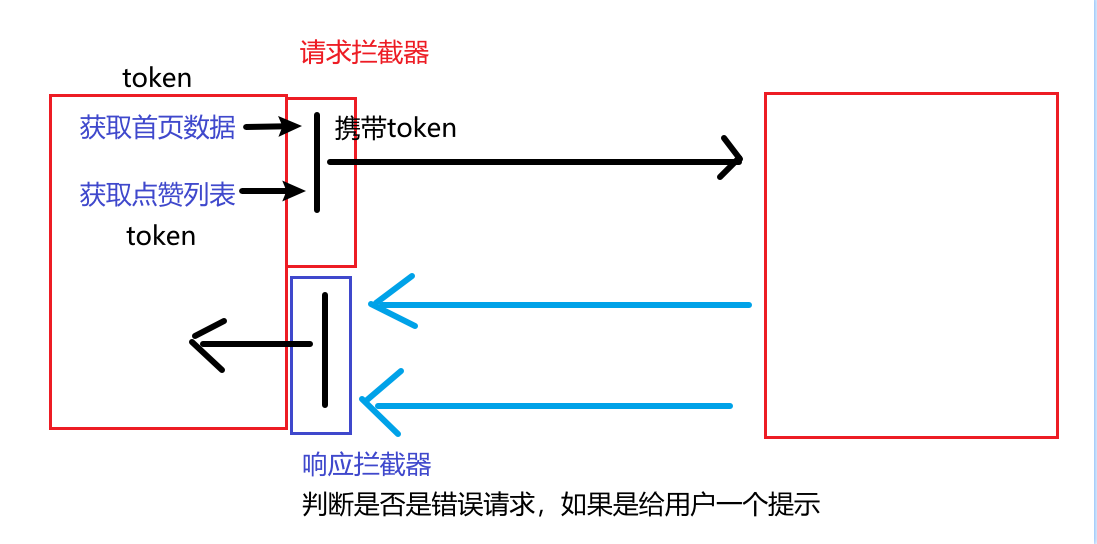 请求拦截器
token
获取首页数据
携带token
获取点赞列表
token
响应拦截器
判断是否是错误请求，如果是给用户一个提示